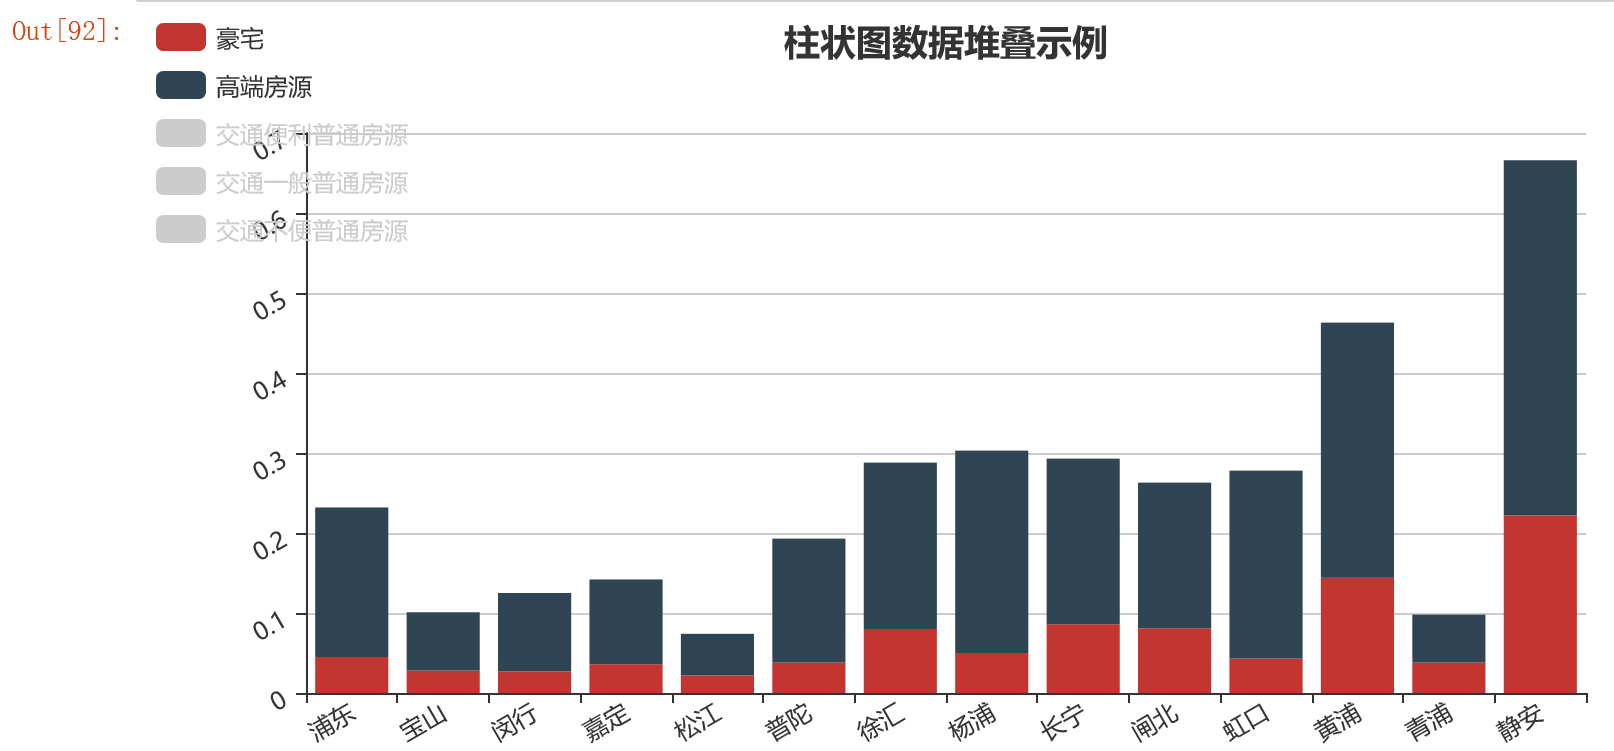 Out[92]:
柱状图数据堆叠示例
豪宅
高端房源
交通便利普通房源
交通一般普通房源
交通不便普通房源
0.7
0.6
0.5
0.4
0.3
0.2
0.1
0
浦东 宝山 闵行 嘉定 松江 普陀 徐汇 杨浦 长宁 闸北 虹口 黄浦 青浦 静安